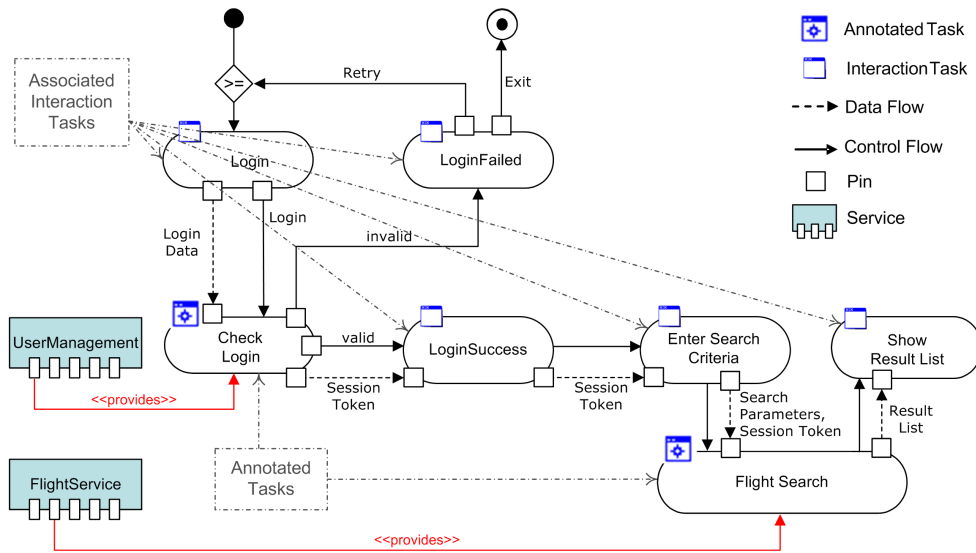 Associated
Interaction
Tasks
>=
Retry
Exit
Login
LoginFailed
Login
Data
Login
invalid
UserManagement
<<provides>>
Check
Login
valid
Session
Token
LoginSuccess
Session
Token
Enter Search
Criteria
Search
Parameters,
Session Token
Show
Result List
Result
List
Annotated
Tasks
FlightService
<<provides>>
Flight Search
Annotated Task
Interaction Task
Data Flow
Control Flow
Pin
Service